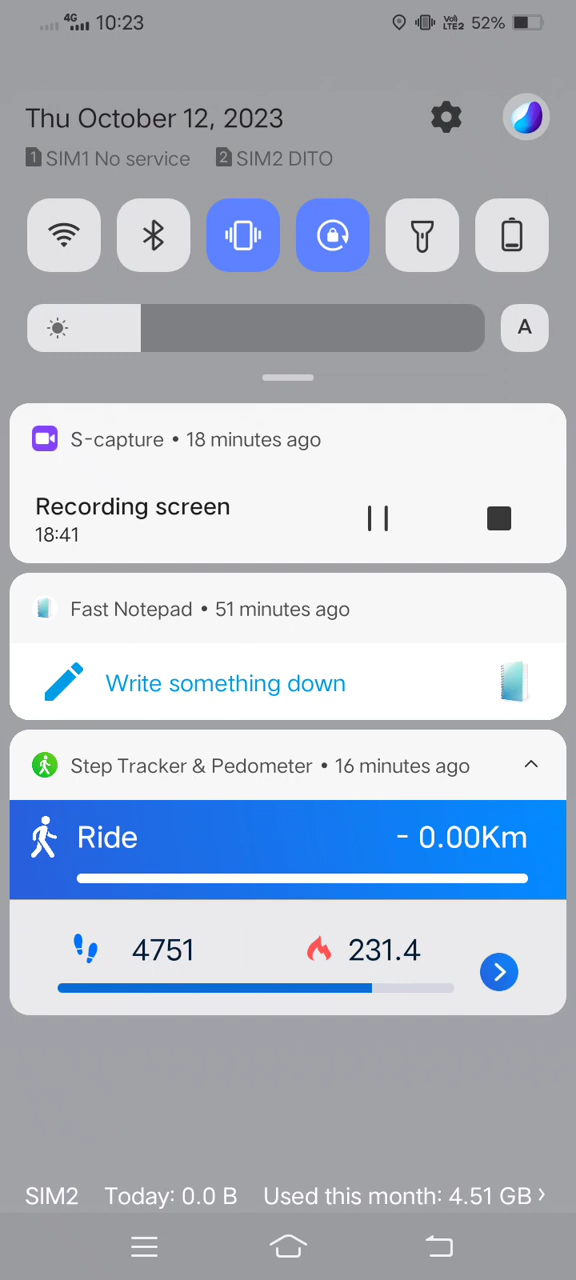 4G 10:23 Vo)) LTE2 52%
Thu October 12, 2023
1 SIM1 No service 2 SIM2 DITO
A
S-capture • 18 minutes ago
Recording screen
18:41
Fast Notepad • 51 minutes ago
Write something down
Step Tracker & Pedometer • 16 minutes ago
Ride - 0.00Km
4751 231.4
SIM2 Today: 0.0 B Used this month: 4.51 GB ›